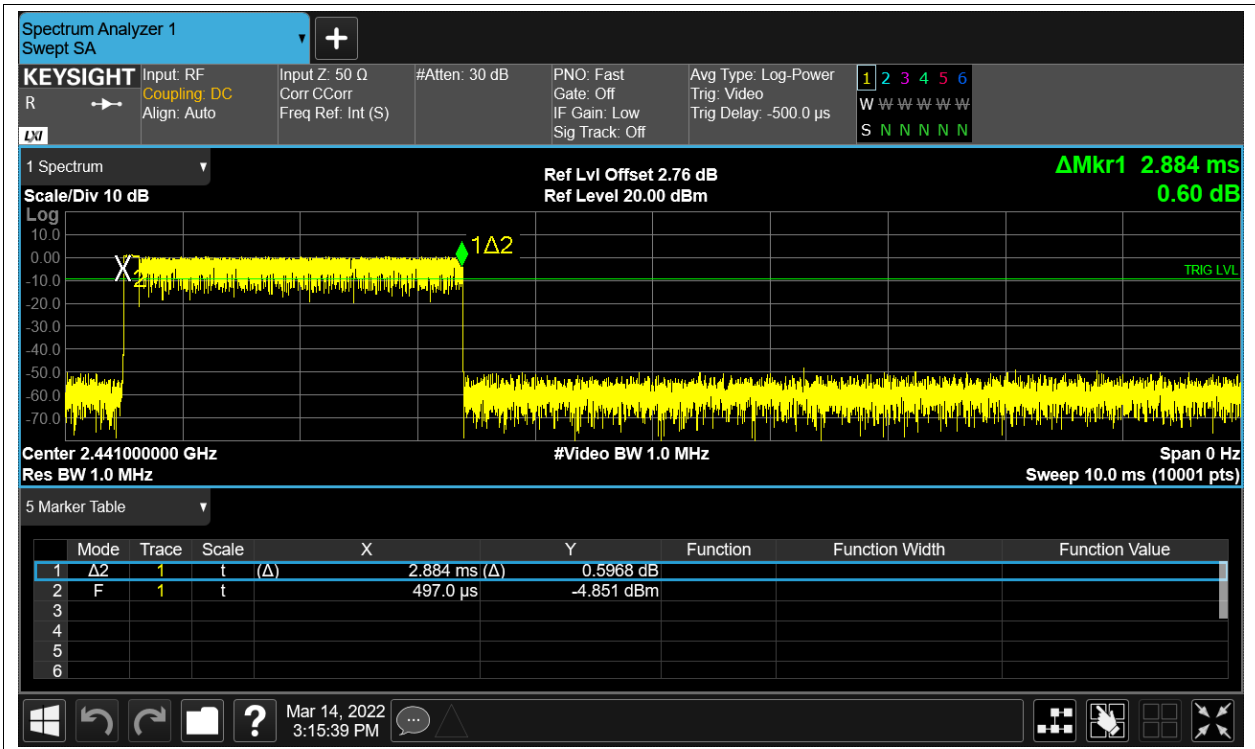 Spectrum Analyzer 1
Swept SA
KEYSIGHT Input: RF Input Z: 50 Ω #Atten: 30 dB PNO: Fast Avg Type: Log-Power 1 2 3 4 5 6
R Coupling: DC Corr CCorr Gate: Off Trig: Video W W W W W W
Align: Auto Freq Ref: Int (S) IF Gain: Low Trig Delay: -500.0 µs
LXI Sig Track: Off S N N N N N
1 Spectrum Ref Lvl Offset 2.76 dB ΔMkr1 2.884 ms
Scale/Div 10 dB Ref Level 20.00 dBm 0.60 dB
Log
10.0
1Δ2
0.00
X2
TRIG LVL
-10.0
-20.0
-30.0
-40.0
-50.0
-60.0
-70.0
Center 2.441000000 GHz #Video BW 1.0 MHz Span 0 Hz
Res BW 1.0 MHz Sweep 10.0 ms (10001 pts)
5 Marker Table
Mode Trace Scale X Y Function Function Width Function Value
1 Δ2 1 t (Δ) 2.884 ms (Δ) 0.5968 dB
2 F 1 t 497.0 µs -4.851 dBm
3
4
5
6
? Mar 14, 2022
3:15:39 PM